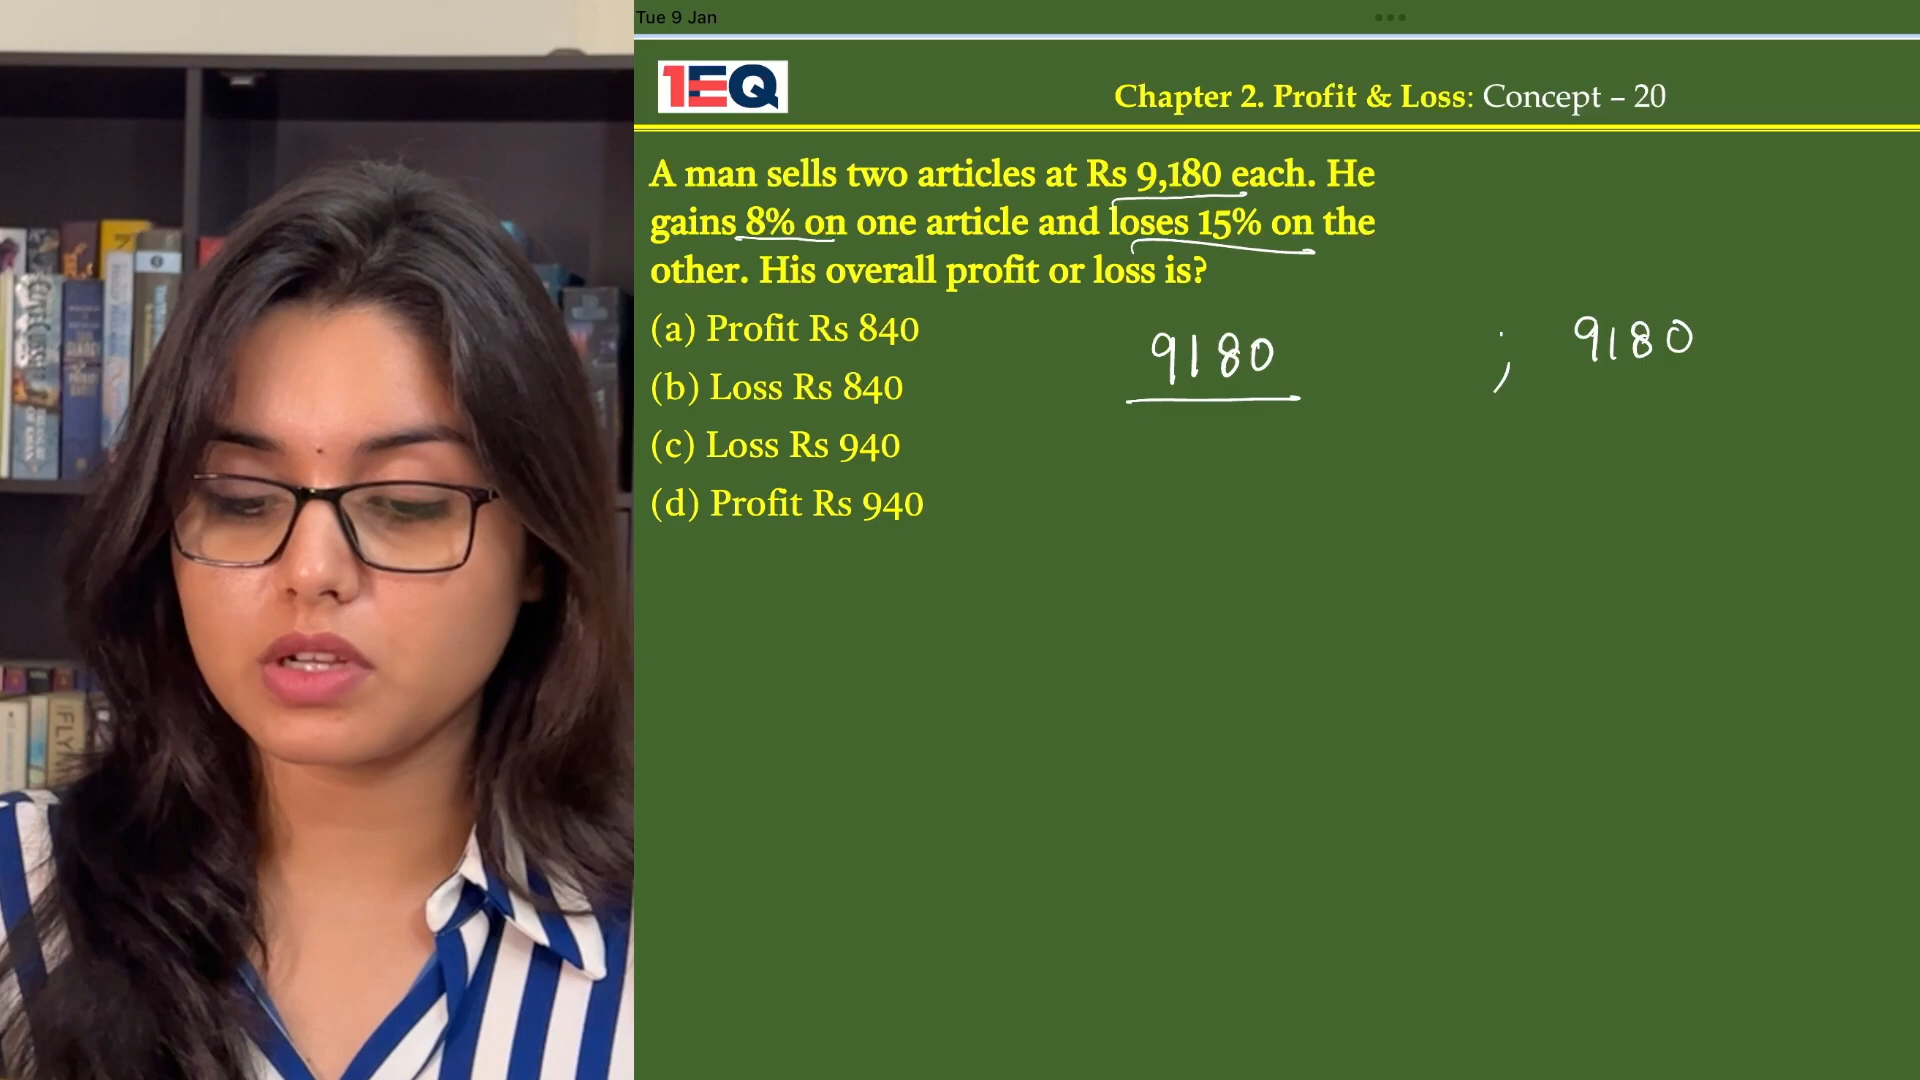 Tue 9 Jan
1EQ
Chapter 2. Profit & Loss: Concept – 20
A man sells two articles at Rs 9,180 each. He
gains 8% on one article and loses 15% on the
other. His overall profit or loss is?
(a) Profit Rs 840
(b) Loss Rs 840
(c) Loss Rs 940
(d) Profit Rs 940
9180 ; 9180